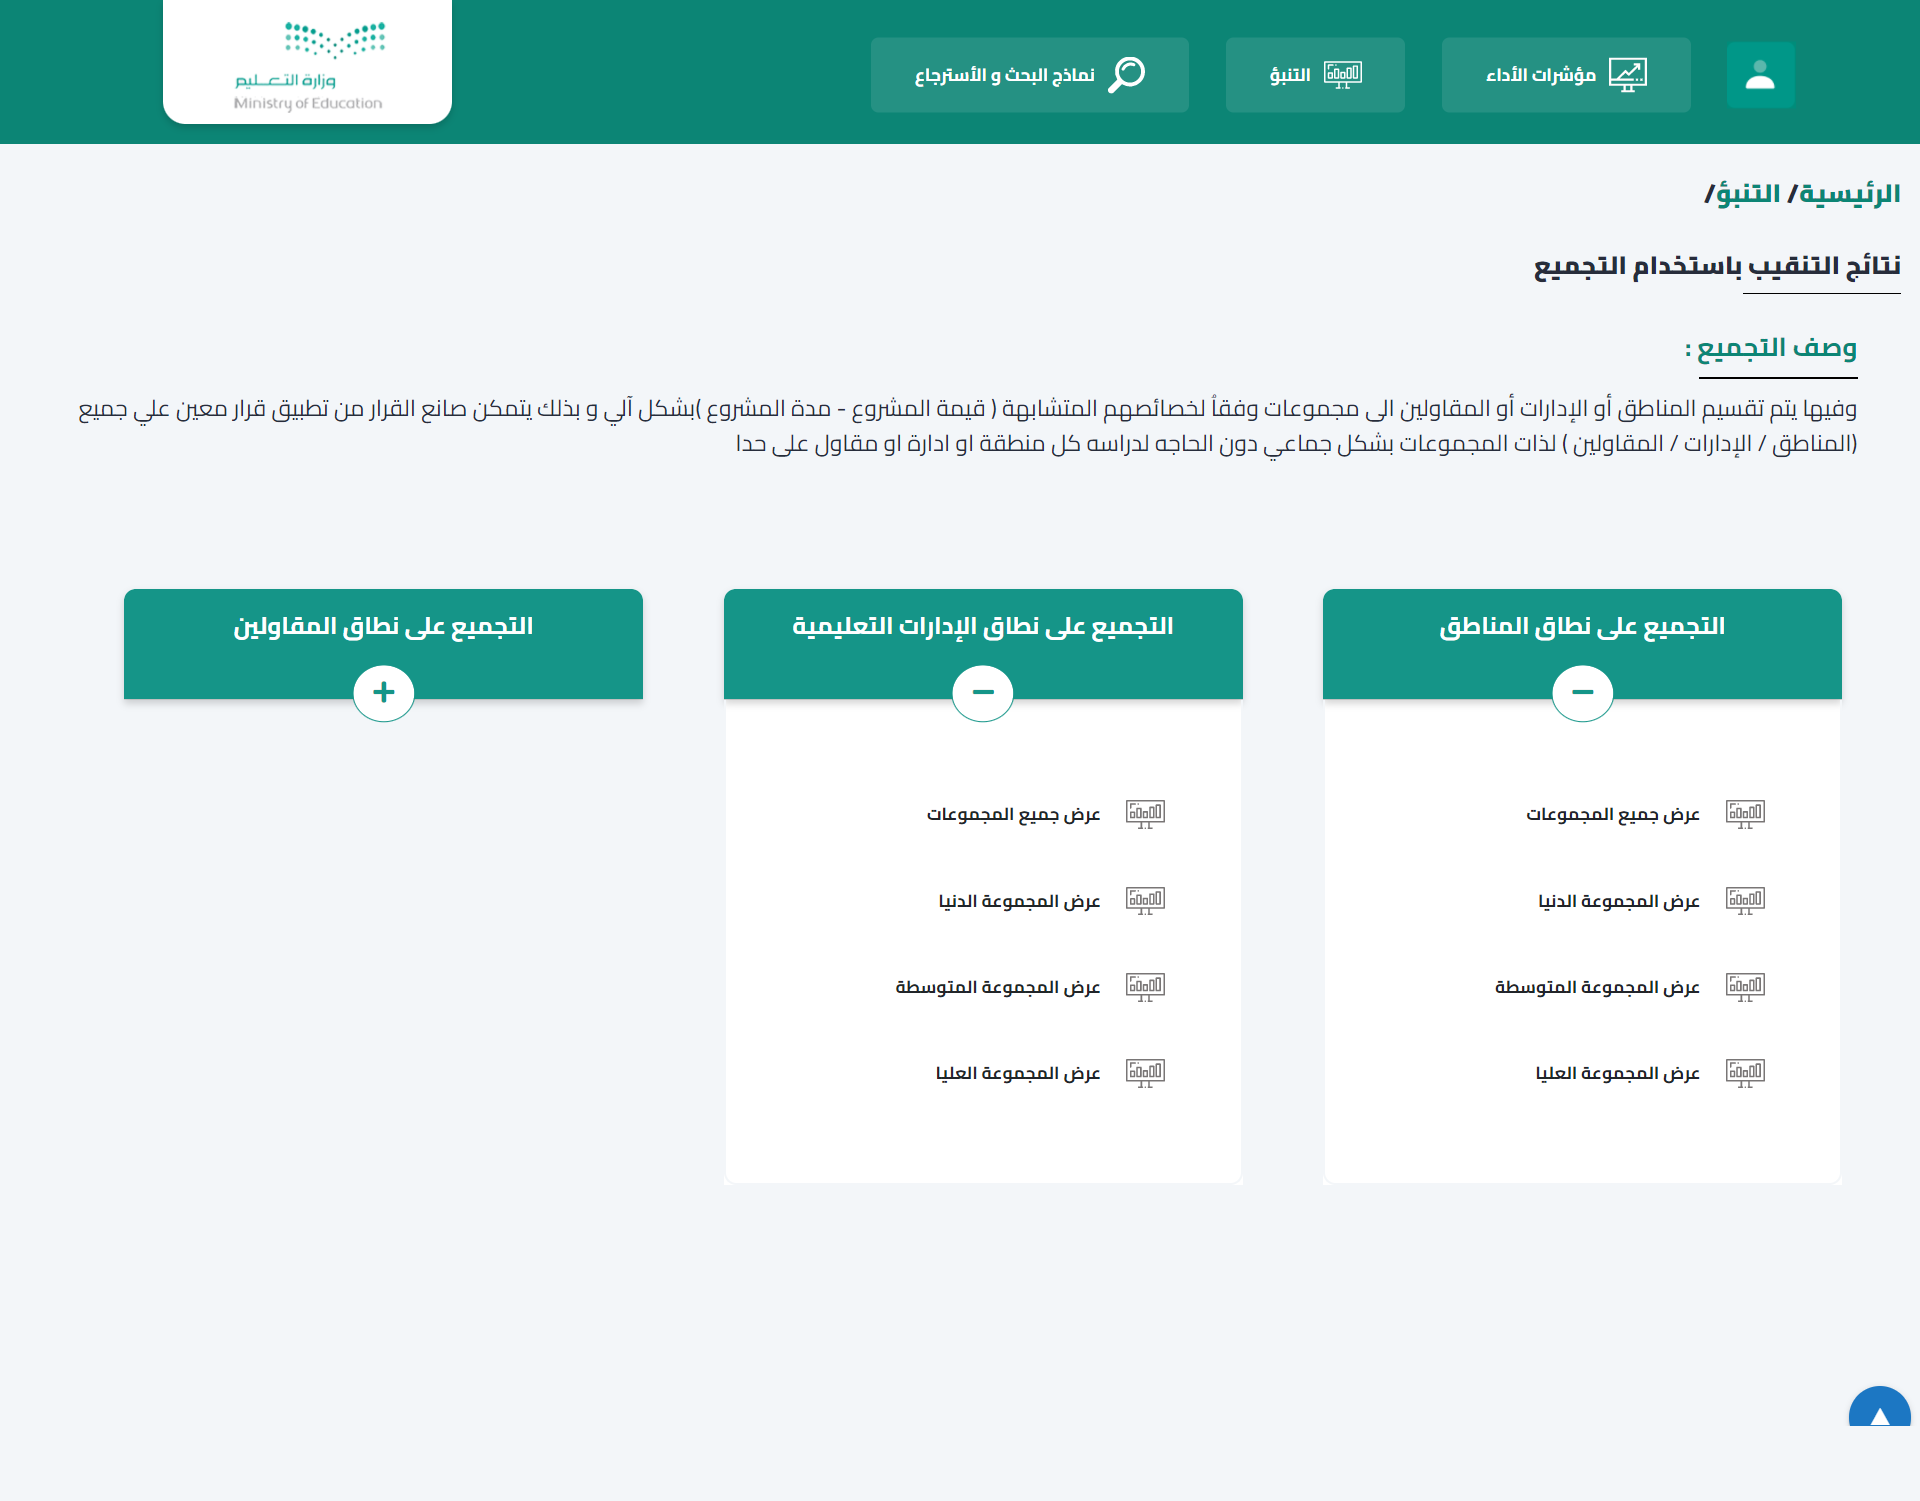 مؤشرات الأداء
التنبؤ
نماذج البحث و الأسترجاع
وزارة التعـــليم
Ministry of Education
الرئيسية/ التنبؤ/
نتائج التنقيب باستخدام التجميع
وصف التجميع :
وفيها يتم تقسيم المناطق أو الإدارات أو المقاولين الى مجموعات وفقاً لخصائصهم المتشابهة ( قيمة المشروع - مدة المشروع )بشكل آلي و بذلك يتمكن صانع القرار من تطبيق قرار معين علي جميع
(المناطق / الإدارات / المقاولين ) لذات المجموعات بشكل جماعي دون الحاجه لدراسه كل منطقة او ادارة او مقاول على حدا
التجميع على نطاق المناطق
عرض جميع المجموعات
عرض المجموعة الدنيا
عرض المجموعة المتوسطة
عرض المجموعة العليا
التجميع على نطاق الإدارات التعليمية
عرض جميع المجموعات
عرض المجموعة الدنيا
عرض المجموعة المتوسطة
عرض المجموعة العليا
التجميع على نطاق المقاولين